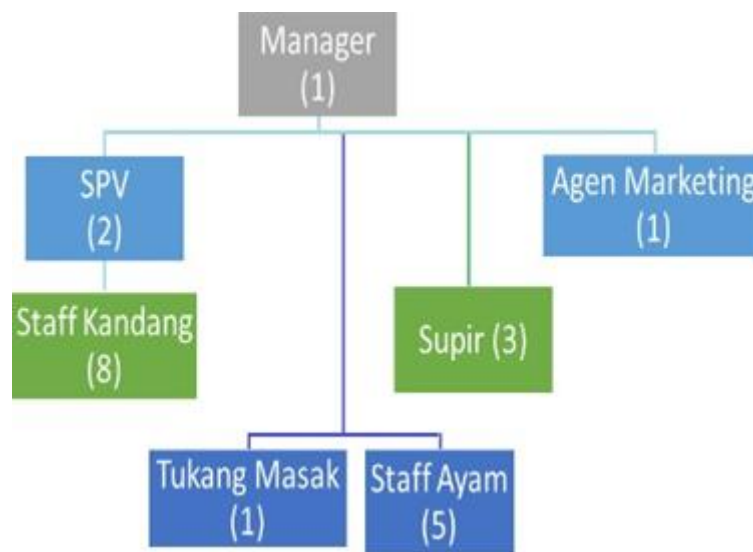 Manager
(1)
SPV
(2)
Agen Marketing
(1)
Staff Kandang
(8)
Supir (3)
Tukang Masak
(1)
Staff Ayam
(5)